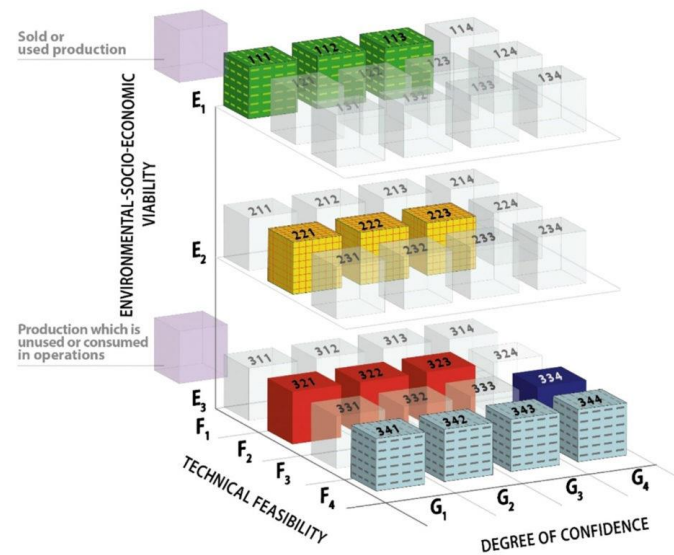 Sold or
used production
ENVIRONMENTAL-SOCIO-ECONOMIC
VIABILITY
E1
111
112
113
114
121
122
123
124
131
132
133
134
E2
211
212
213
214
221
222
223
224
231
232
233
234
Production which is
unused or consumed
in operations
E3
311
312
313
314
321
322
323
324
331
332
333
334
341
342
343
344
F1
F2
F3
F4
TECHNICAL FEASIBILITY
G1
G2
G3
G4
DEGREE OF CONFIDENCE